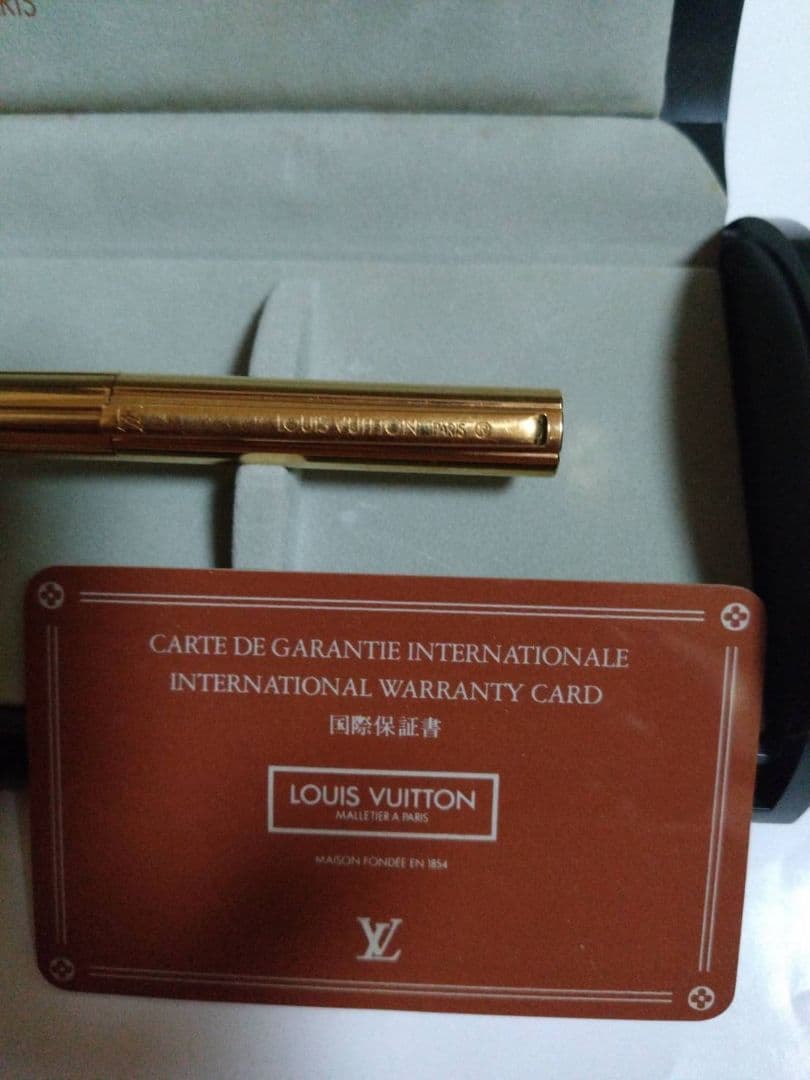 RIS
LOUIS VUITTON PARIS ®
CARTE DE GARANTIE INTERNATIONALE
INTERNATIONAL WARRANTY CARD
国際保証書
LOUIS VUITTON
MALLETIER A PARIS
MAISON FONDÉE EN 1854
LV